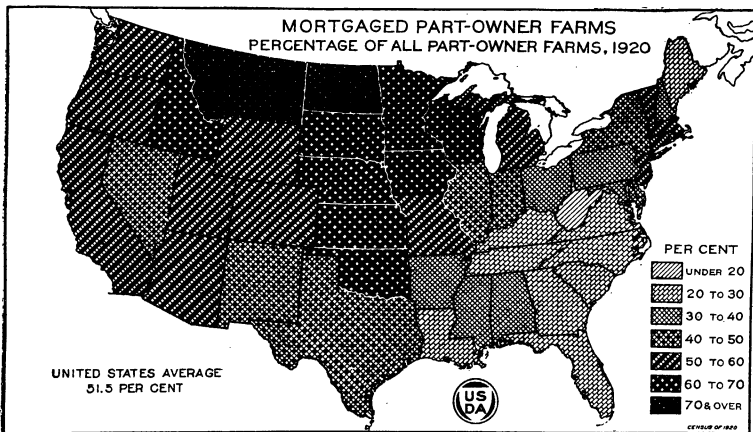 MORTGAGED PART-OWNER FARMS
PERCENTAGE OF ALL PART-OWNER FARMS, 1920
PER CENT
UNDER 20
20 TO 30
30 TO 40
40 TO 50
50 TO 60
60 TO 70
70 & OVER
UNITED STATES AVERAGE
51.5 PER CENT
US
DA
CENSUS OF 1920